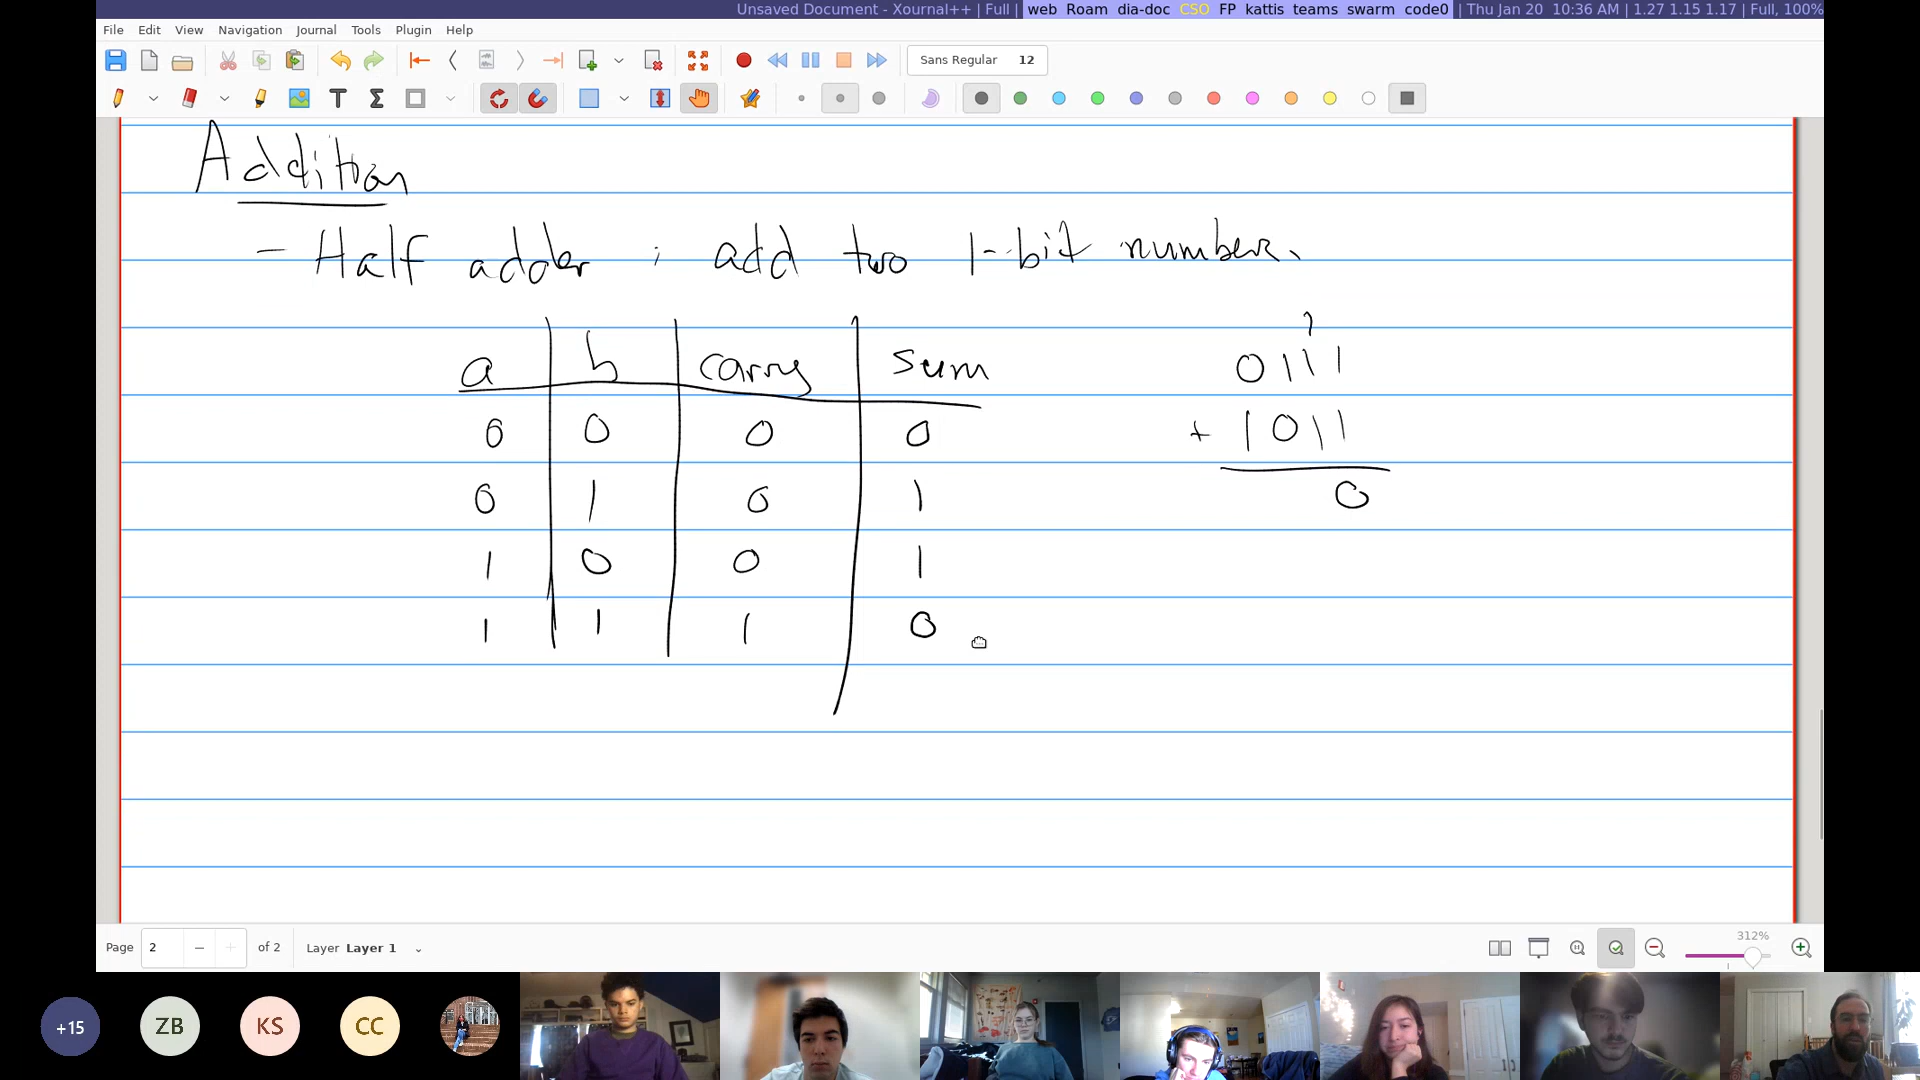 Unsaved Document - Xournal++ | Full | web Roam dia-doc CSO FP kattis teams swarm code0 | Thu Jan 20 10:36 AM | 1.27 1.15 1.17 | Full, 100%
File Edit View Navigation Journal Tools Plugin Help
Sans Regular 12
Addition
- Half adder : add two 1-bit numbers.
a b carry sum
0 0 0 0
0 1 0 1
1 0 0 1
1 1 1 0
1
0111
+ 1011
0
Page 2 of 2 Layer Layer 1 312%
+15 ZB KS CC